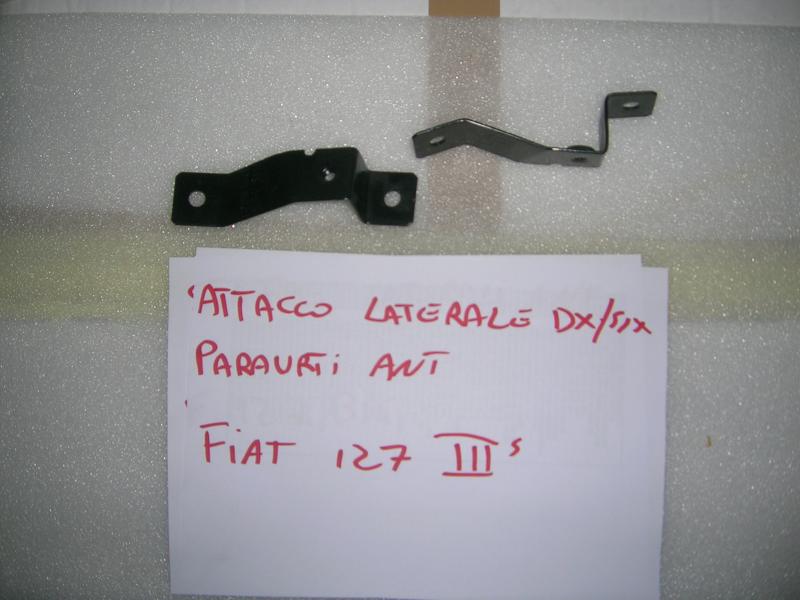 ATTACCO LATERALE DX/SIX
PARAURTI ANT
FIAT 127 III S